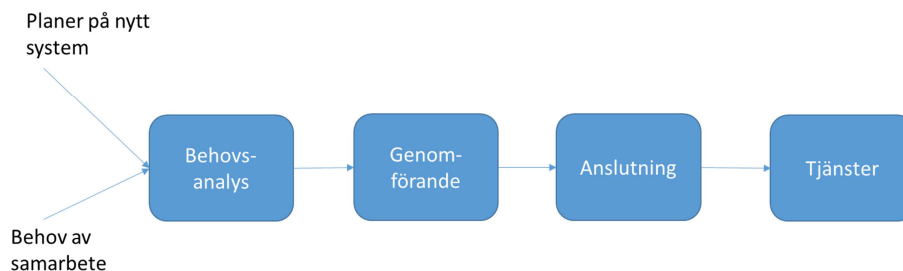 Planer på nytt
system
Behovs-
analys
Genom-
förande
Anslutning
Tjänster
Behov av
samarbete